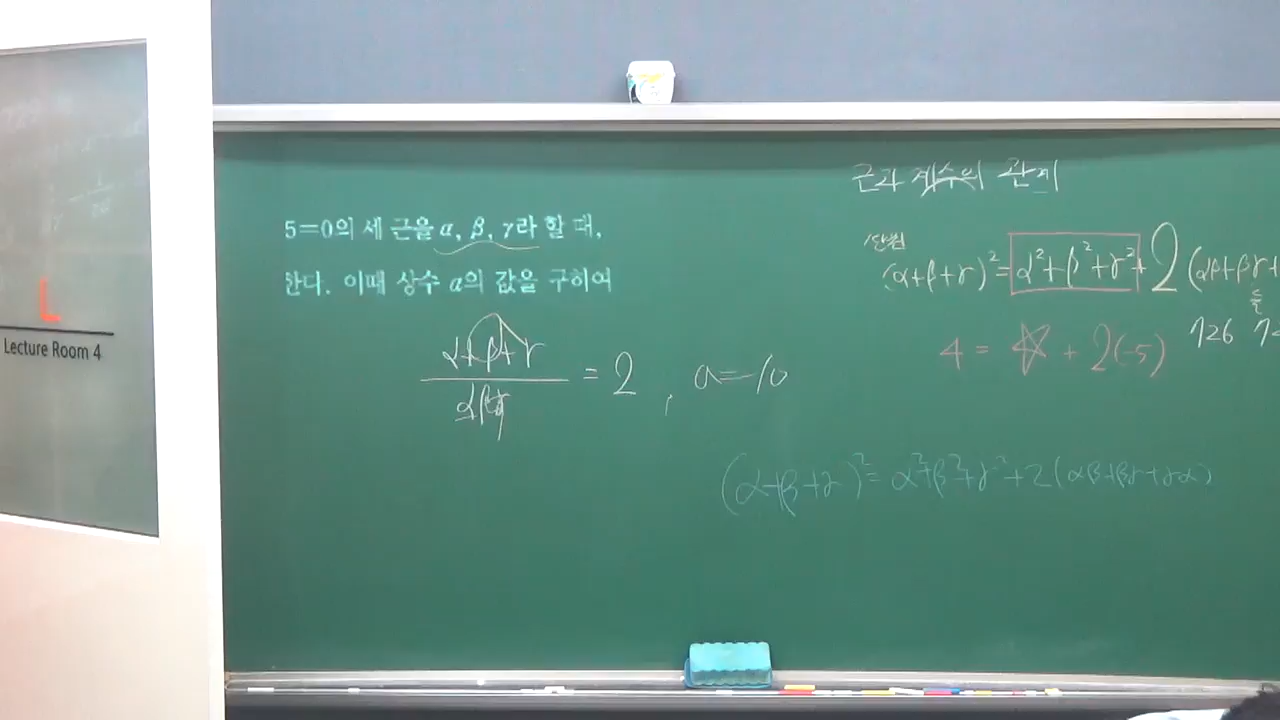 L
Lecture Room 4
5=0의 세 근을 α, β, γ라 할 때,
한다. 이때 상수 a의 값을 구하여
α+β+γ
αβγ
= 2 , a=-10
근과 계수의 관계
(α+β+γ)²=α²+β²+γ²+2(αβ+βγ+
4 = ☆ + 2(-5)
(α+β+γ)²=α²+β²+γ²+2(αβ+βγ+γα)